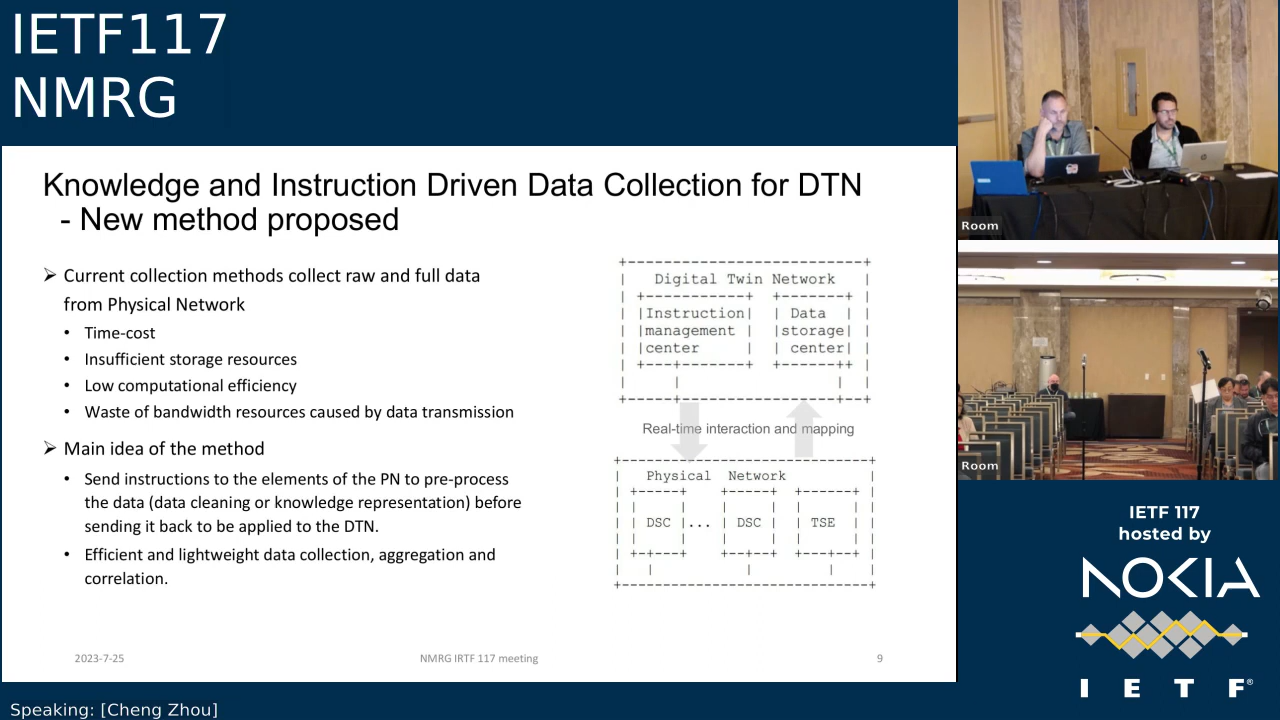 IETF117
NMRG
Knowledge and Instruction Driven Data Collection for DTN
- New method proposed
➢ Current collection methods collect raw and full data
from Physical Network
• Time-cost
• Insufficient storage resources
• Low computational efficiency
• Waste of bandwidth resources caused by data transmission
➢ Main idea of the method
• Send instructions to the elements of the PN to pre-process
the data (data cleaning or knowledge representation) before
sending it back to be applied to the DTN.
• Efficient and lightweight data collection, aggregation and
correlation.
Digital Twin Network
Instruction
management
center
Data
storage
center
Real-time interaction and mapping
Physical Network
DSC ... DSC TSE
2023-7-25 NMRG IRTF 117 meeting 9
Room
Room
IETF 117
hosted by
NOKIA
I E T F®
Speaking: [Cheng Zhou]